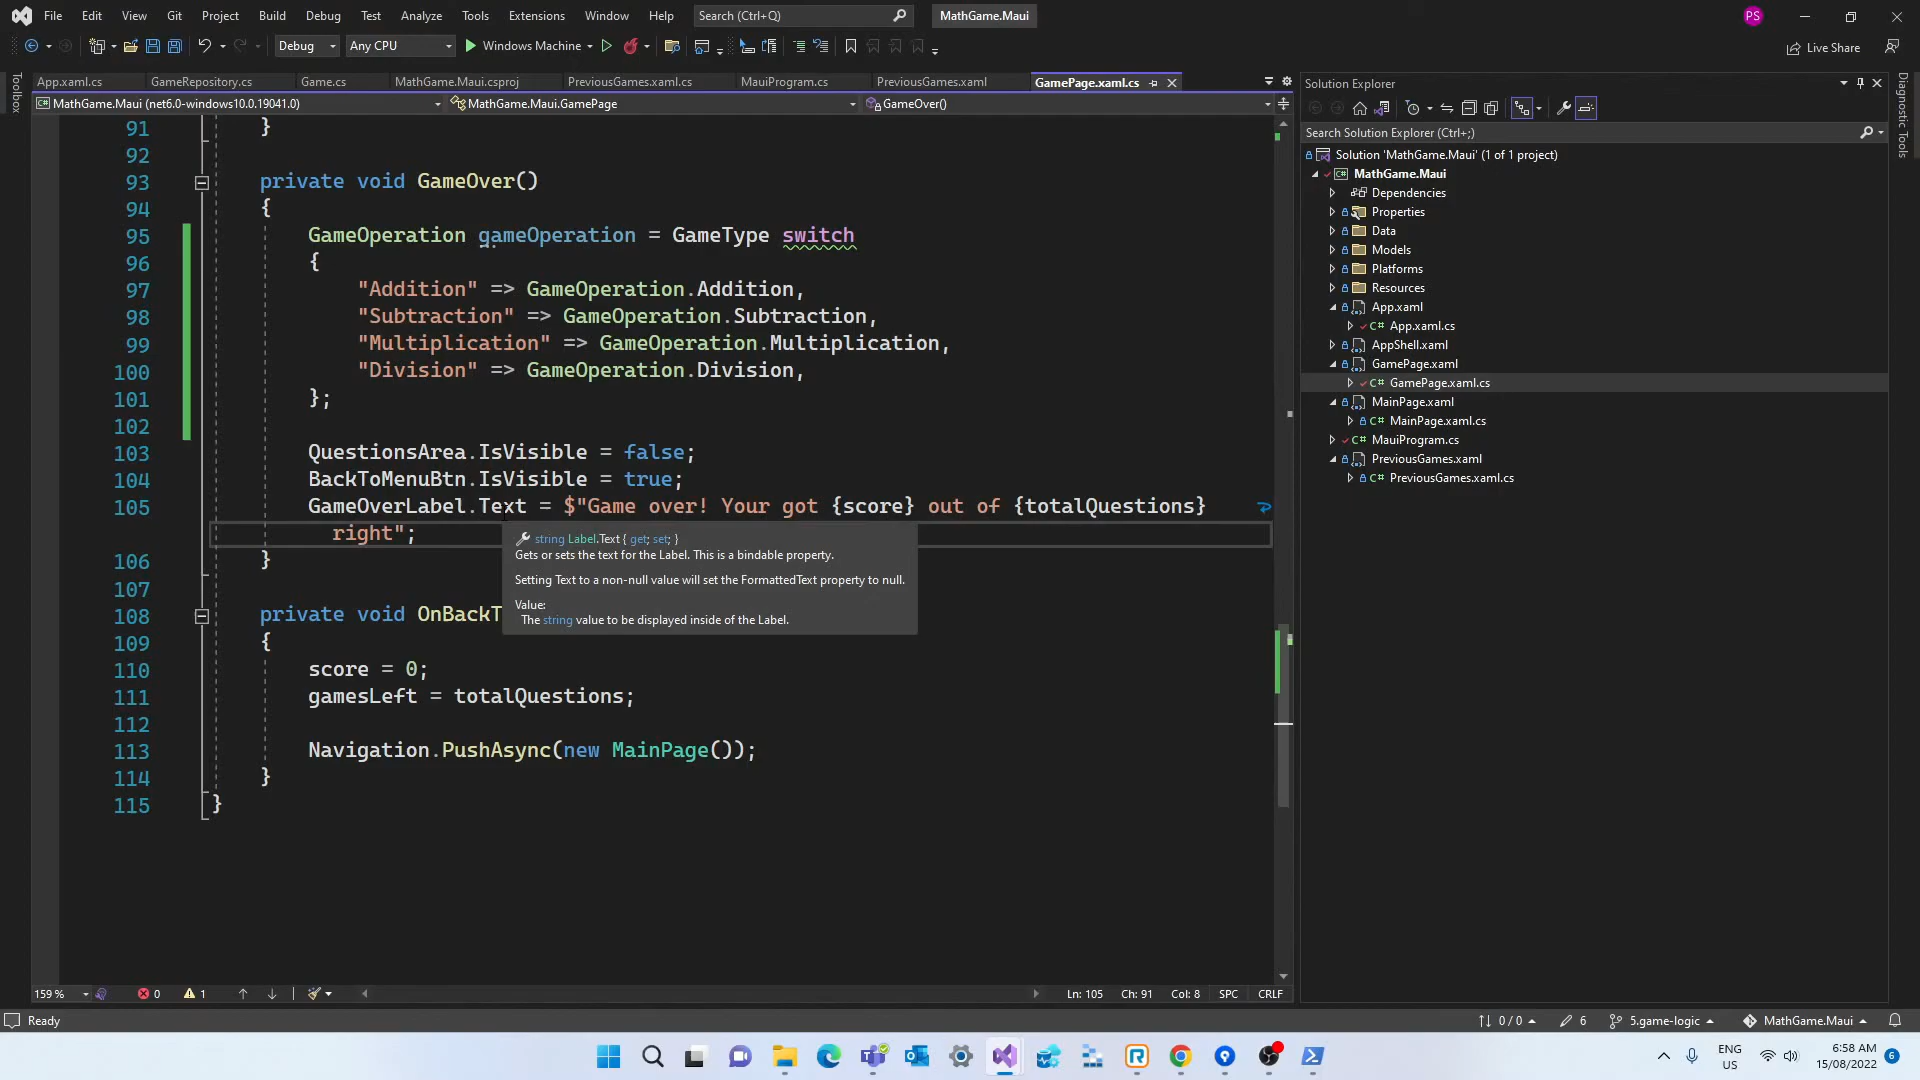 File Edit View Git Project Build Debug Test Analyze Tools Extensions Window Help Search (Ctrl+Q) MathGame.Maui PS
Debug Any CPU Windows Machine Live Share
App.xaml.cs GameRepository.cs Game.cs MathGame.Maui.csproj PreviousGames.xaml.cs MauiProgram.cs PreviousGames.xaml GamePage.xaml.cs
MathGame.Maui (net6.0-windows10.0.19041.0) MathGame.Maui.GamePage GameOver()
Toolbox
91 }
92
93 private void GameOver()
94 {
95 GameOperation gameOperation = GameType switch
96 {
97 "Addition" => GameOperation.Addition,
98 "Subtraction" => GameOperation.Subtraction,
99 "Multiplication" => GameOperation.Multiplication,
100 "Division" => GameOperation.Division,
101 };
102
103 QuestionsArea.IsVisible = false;
104 BackToMenuBtn.IsVisible = true;
105 GameOverLabel.Text = $"Game over! Your got {score} out of {totalQuestions}
right";
106 }
107
108 private void OnBackT
109 {
110 score = 0;
111 gamesLeft = totalQuestions;
112
113 Navigation.PushAsync(new MainPage());
114 }
115 }
string Label.Text { get; set; }
Gets or sets the text for the Label. This is a bindable property.
Setting Text to a non-null value will set the FormattedText property to null.
Value:
The string value to be displayed inside of the Label.
159 % 0 1 Ln: 105 Ch: 91 Col: 8 SPC CRLF
Solution Explorer
Search Solution Explorer (Ctrl+;)
Solution 'MathGame.Maui' (1 of 1 project)
MathGame.Maui
Dependencies
Properties
Data
Models
Platforms
Resources
App.xaml
C# App.xaml.cs
AppShell.xaml
GamePage.xaml
C# GamePage.xaml.cs
MainPage.xaml
C# MainPage.xaml.cs
C# MauiProgram.cs
PreviousGames.xaml
C# PreviousGames.xaml.cs
Diagnostic Tools
Ready 0 / 0 6 5.game-logic MathGame.Maui
ENG
US
6:58 AM
15/08/2022
6